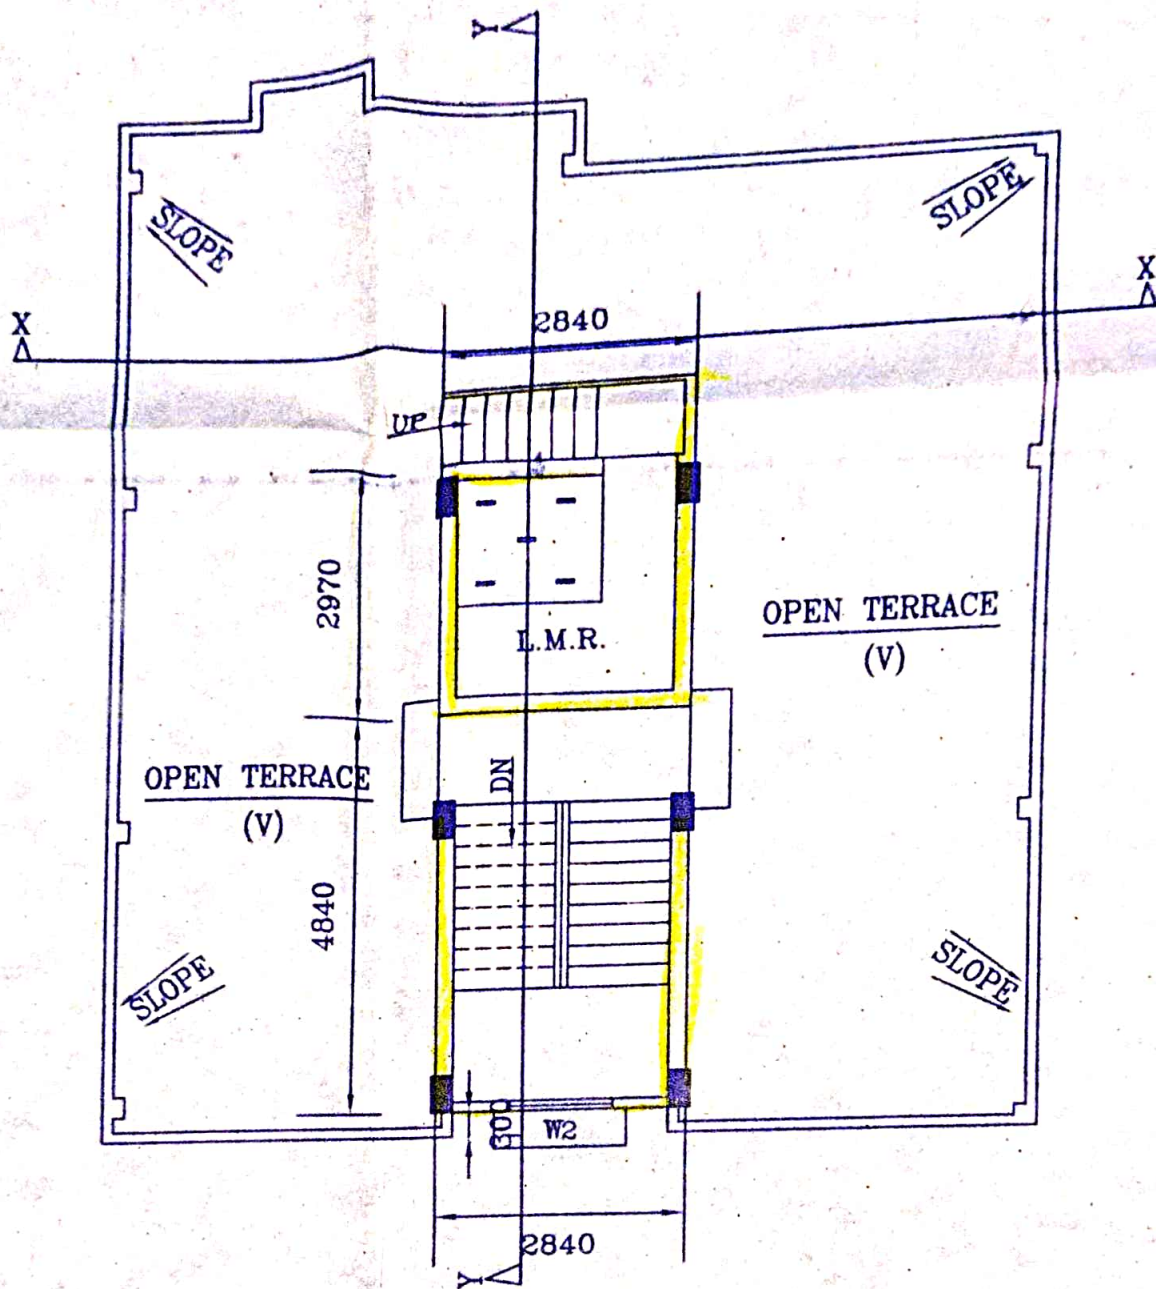 Y
SLOPE
SLOPE
X
X
2840
UP
2970
L.M.R.
OPEN TERRACE
(V)
OPEN TERRACE
(V)
DN
4840
SLOPE
SLOPE
300
W2
2840
Y